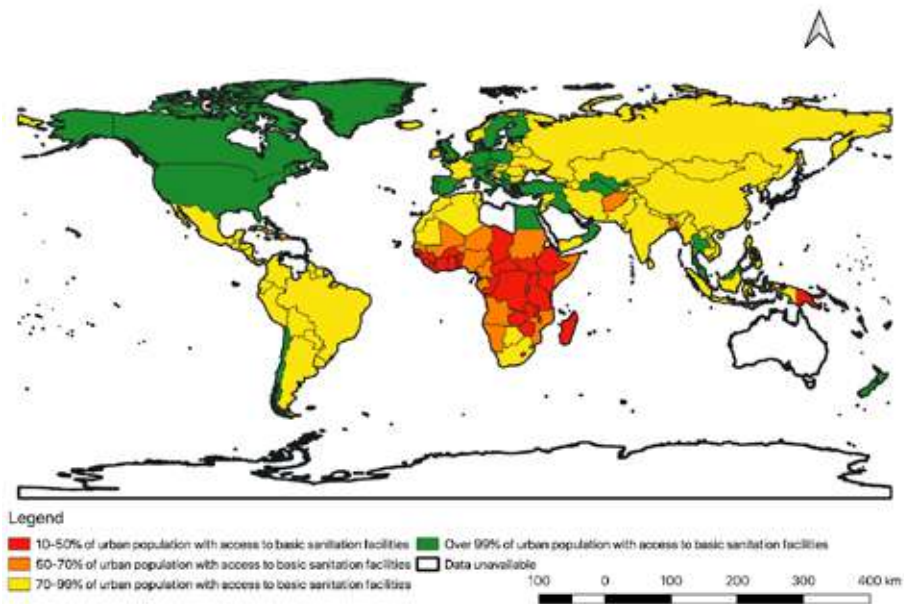 Legend
10-50% of urban population with access to basic sanitation facilities
50-70% of urban population with access to basic sanitation facilities
70-99% of urban population with access to basic sanitation facilities
Over 99% of urban population with access to basic sanitation facilities
Data unavailable
100 0 100 200 300 400 km